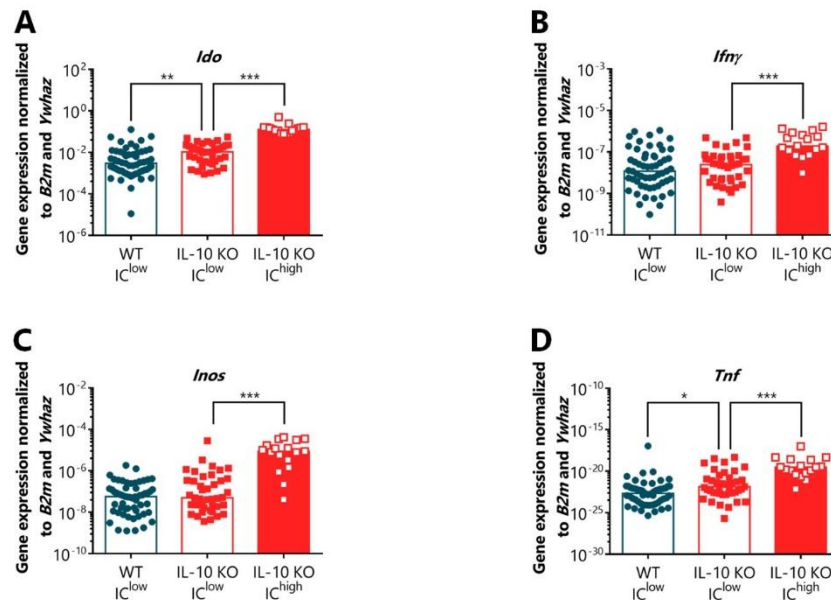 A
Ido
Gene expression normalized
to B2m and Ywhaz
10²
10⁰
10⁻²
10⁻⁴
10⁻⁶
**
***
WT
IC^low
IL-10 KO
IC^low
IL-10 KO
IC^high
B
Ifnγ
Gene expression normalized
to B2m and Ywhaz
10⁻³
10⁻⁵
10⁻⁷
10⁻⁹
10⁻¹¹
***
WT
IC^low
IL-10 KO
IC^low
IL-10 KO
IC^high
C
Inos
Gene expression normalized
to B2m and Ywhaz
10⁻²
10⁻⁴
10⁻⁶
10⁻⁸
10⁻¹⁰
***
WT
IC^low
IL-10 KO
IC^low
IL-10 KO
IC^high
D
Tnf
Gene expression normalized
to B2m and Ywhaz
10⁻¹⁰
10⁻¹⁵
10⁻²⁰
10⁻²⁵
10⁻³⁰
*
***
WT
IC^low
IL-10 KO
IC^low
IL-10 KO
IC^high